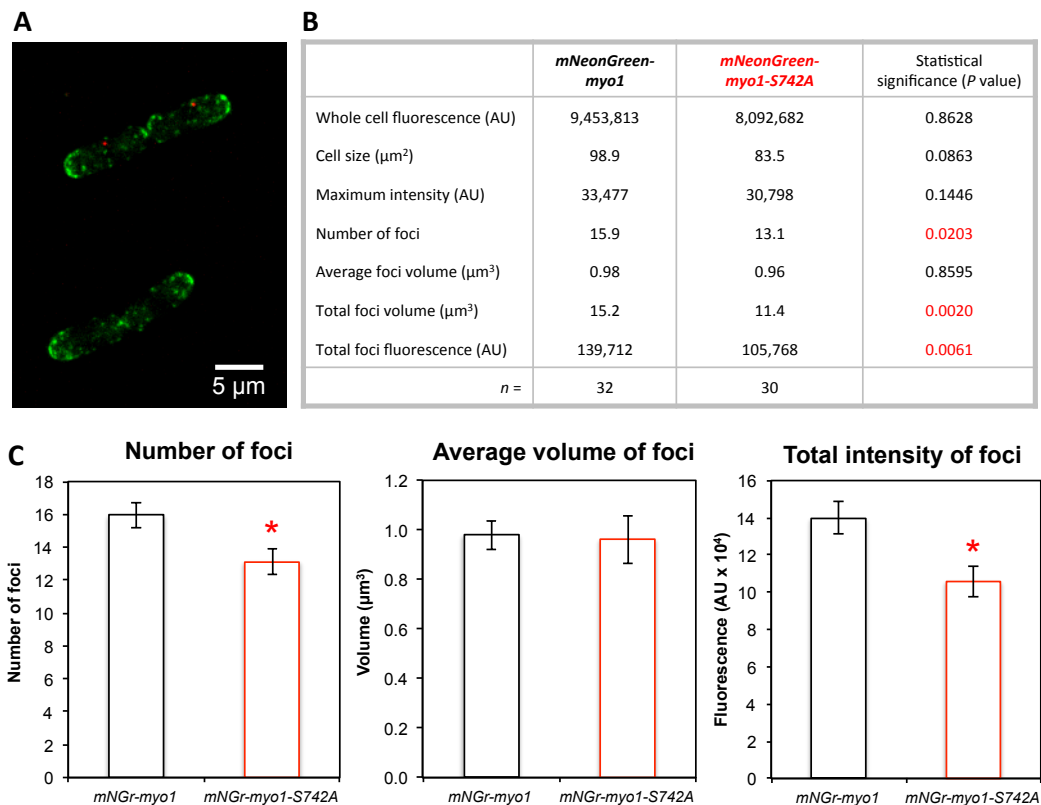 A
5 µm
B
mNeonGreen-myo1 mNeonGreen-myo1-S742A Statistical significance (P value)
Whole cell fluorescence (AU) 9,453,813 8,092,682 0.8628
Cell size (µm²) 98.9 83.5 0.0863
Maximum intensity (AU) 33,477 30,798 0.1446
Number of foci 15.9 13.1 0.0203
Average foci volume (µm³) 0.98 0.96 0.8595
Total foci volume (µm³) 15.2 11.4 0.0020
Total foci fluorescence (AU) 139,712 105,768 0.0061
n = 32 30
C
Number of foci
Number of foci
18
16
14
12
10
8
6
4
2
0
*
mNGr-myo1 mNGr-myo1-S742A
Average volume of foci
Volume (µm³)
1.2
1.0
0.8
0.6
0.4
0.2
0.0
mNGr-myo1 mNGr-myo1-S742A
Total intensity of foci
Fluorescence (AU x 10⁴)
16
14
12
10
8
6
4
2
0
*
mNGr-myo1 mNGr-myo1-S742A